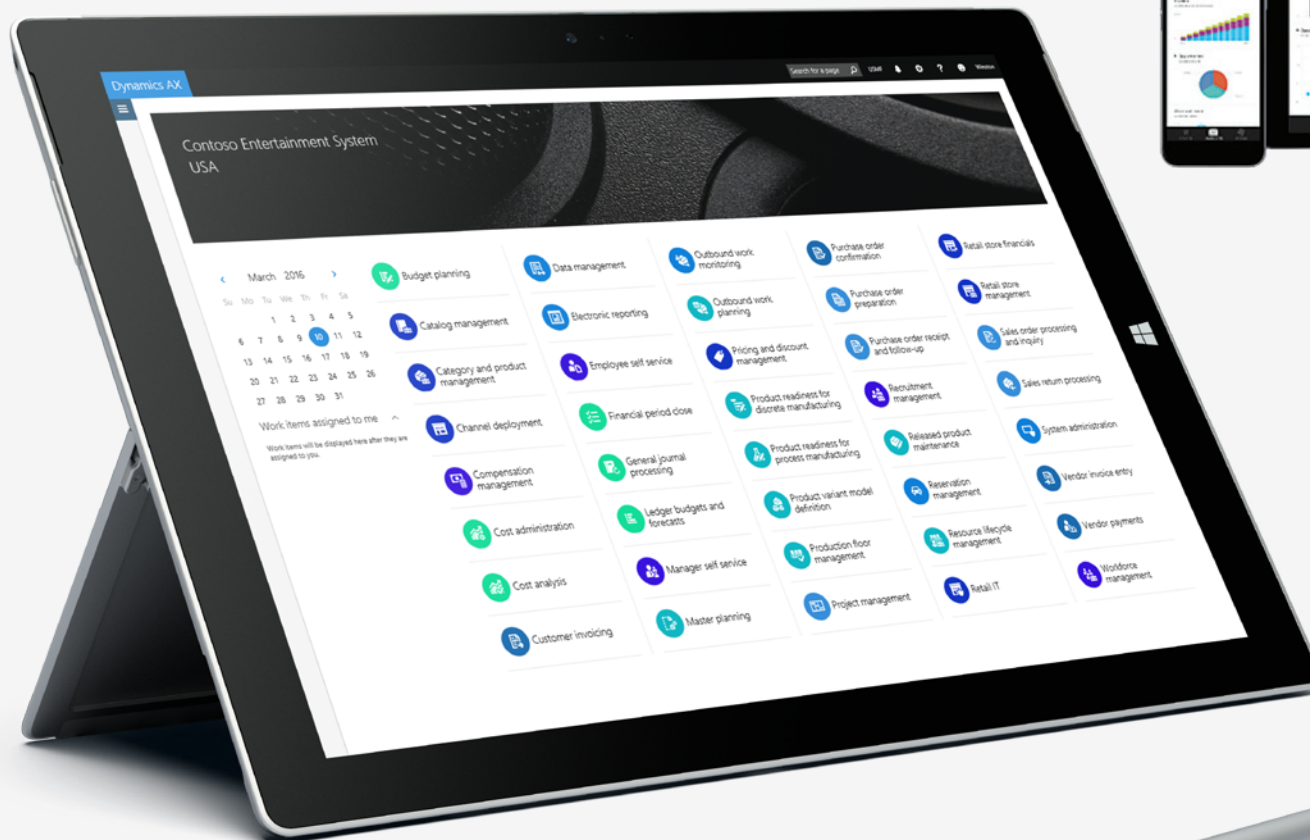 Dynamics AX
Search for a page
USMF
?
Contoso Entertainment System
USA
March 2016
Su Mo Tu We Th Fr Sa
1 2 3 4 5
6 7 8 9 10 11 12
13 14 15 16 17 18 19
20 21 22 23 24 25 26
27 28 29 30 31
Work items assigned to me
Work items will be displayed here after they are
assigned to you.
Budget planning
Catalog management
Category and product
management
Channel deployment
Compensation
management
Cost administration
Cost analysis
Customer invoicing
Data management
Electronic reporting
Employee self service
Financial period close
General journal
processing
Ledger budgets and
forecasts
Manager self service
Master planning
Outbound work
monitoring
Outbound work
planning
Pricing and discount
management
Product readiness for
discrete manufacturing
Product readiness for
process manufacturing
Product variant model
definition
Production floor
management
Project management
Purchase order
confirmation
Purchase order
preparation
Purchase order receipt
and follow-up
Recruitment
management
Released product
maintenance
Reservation
management
Resource lifecycle
management
Retail IT
Retail store financials
Retail store
management
Sales order processing
and inquiry
Sales return processing
System administration
Vendor invoice entry
Vendor payments
Workforce
management